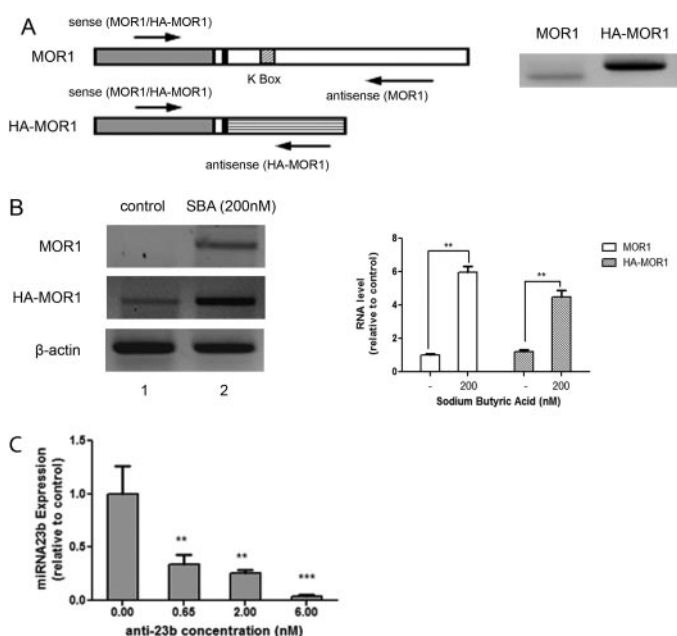 A
sense (MOR1/HA-MOR1)
MOR1
K Box
antisense (MOR1)
sense (MOR1/HA-MOR1)
HA-MOR1
antisense (HA-MOR1)
MOR1 HA-MOR1
B
control SBA (200nM)
MOR1
HA-MOR1
β-actin
1 2
RNA level
(relative to control)
8
6
4
2
0
** **
MOR1
HA-MOR1
- 200 - 200
Sodium Butyric Acid (nM)
C
miRNA23b Expression
(relative to control)
1.5
1.0
0.5
0.0
** ** ***
0.00 0.65 2.00 6.00
anti-23b concentration (nM)